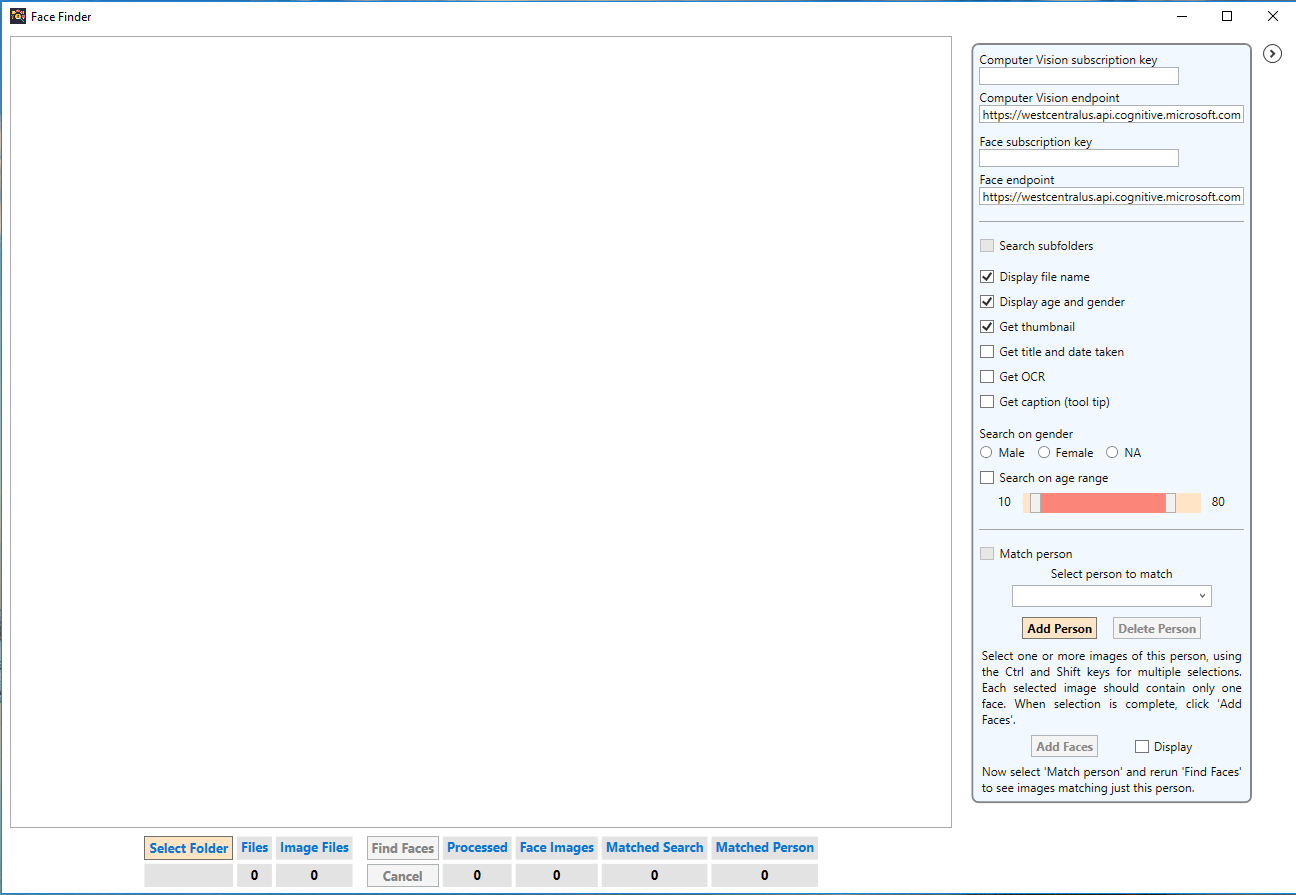 Face Finder
Computer Vision subscription key
Computer Vision endpoint
https://westcentralus.api.cognitive.microsoft.com
Face subscription key
Face endpoint
https://westcentralus.api.cognitive.microsoft.com
Search subfolders
Display file name
Display age and gender
Get thumbnail
Get title and date taken
Get OCR
Get caption (tool tip)
Search on gender
Male Female NA
Search on age range
10 80
Match person
Select person to match
Add Person Delete Person
Select one or more images of this person, using
the Ctrl and Shift keys for multiple selections.
Each selected image should contain only one
face. When selection is complete, click 'Add
Faces'.
Add Faces Display
Now select 'Match person' and rerun 'Find Faces'
to see images matching just this person.
Select Folder Files Image Files Find Faces Processed Face Images Matched Search Matched Person
0 0 Cancel 0 0 0 0